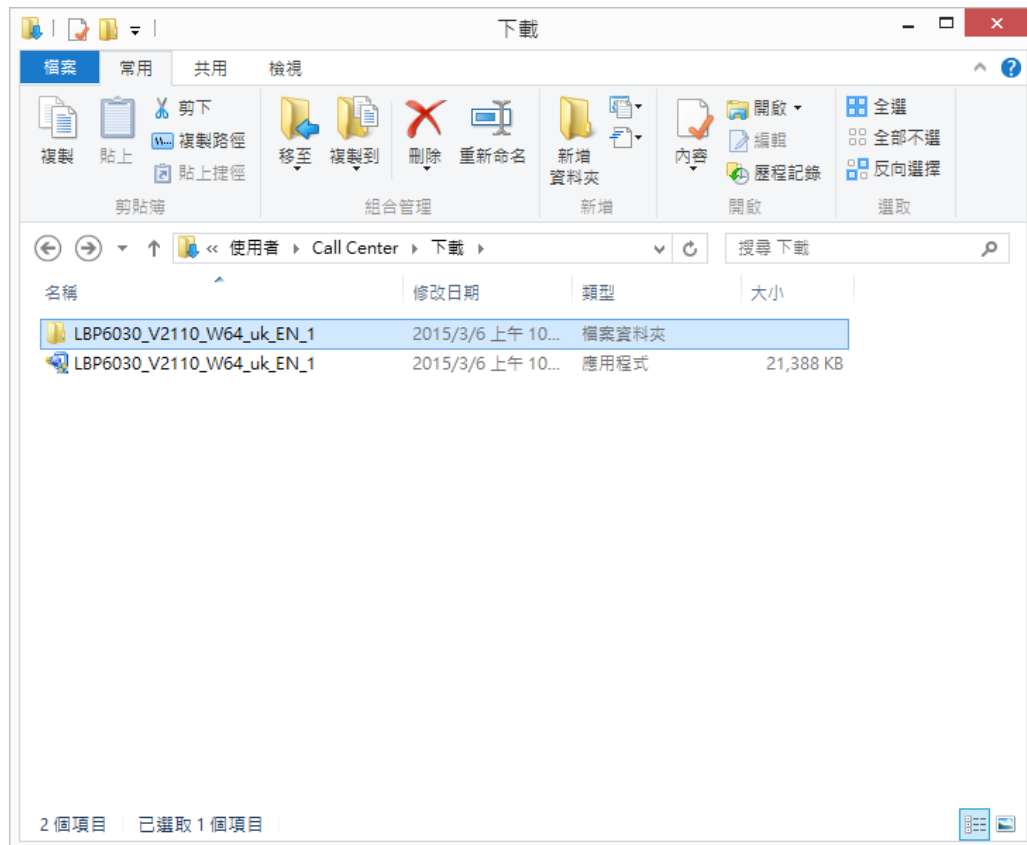 下載
檔案 常用 共用 檢視
複製 貼上 剪下 複製路徑 貼上捷徑 移至 複製到 刪除 重新命名 新增資料夾 內容 開啟 編輯 歷程記錄 全選 全部不選 反向選擇
剪貼簿 組合管理 新增 開啟 選取
« 使用者 Call Center 下載 搜尋 下載
名稱 修改日期 類型 大小
LBP6030_V2110_W64_uk_EN_1 2015/3/6 上午 10... 檔案資料夾
LBP6030_V2110_W64_uk_EN_1 2015/3/6 上午 10... 應用程式 21,388 KB
2 個項目 已選取 1 個項目